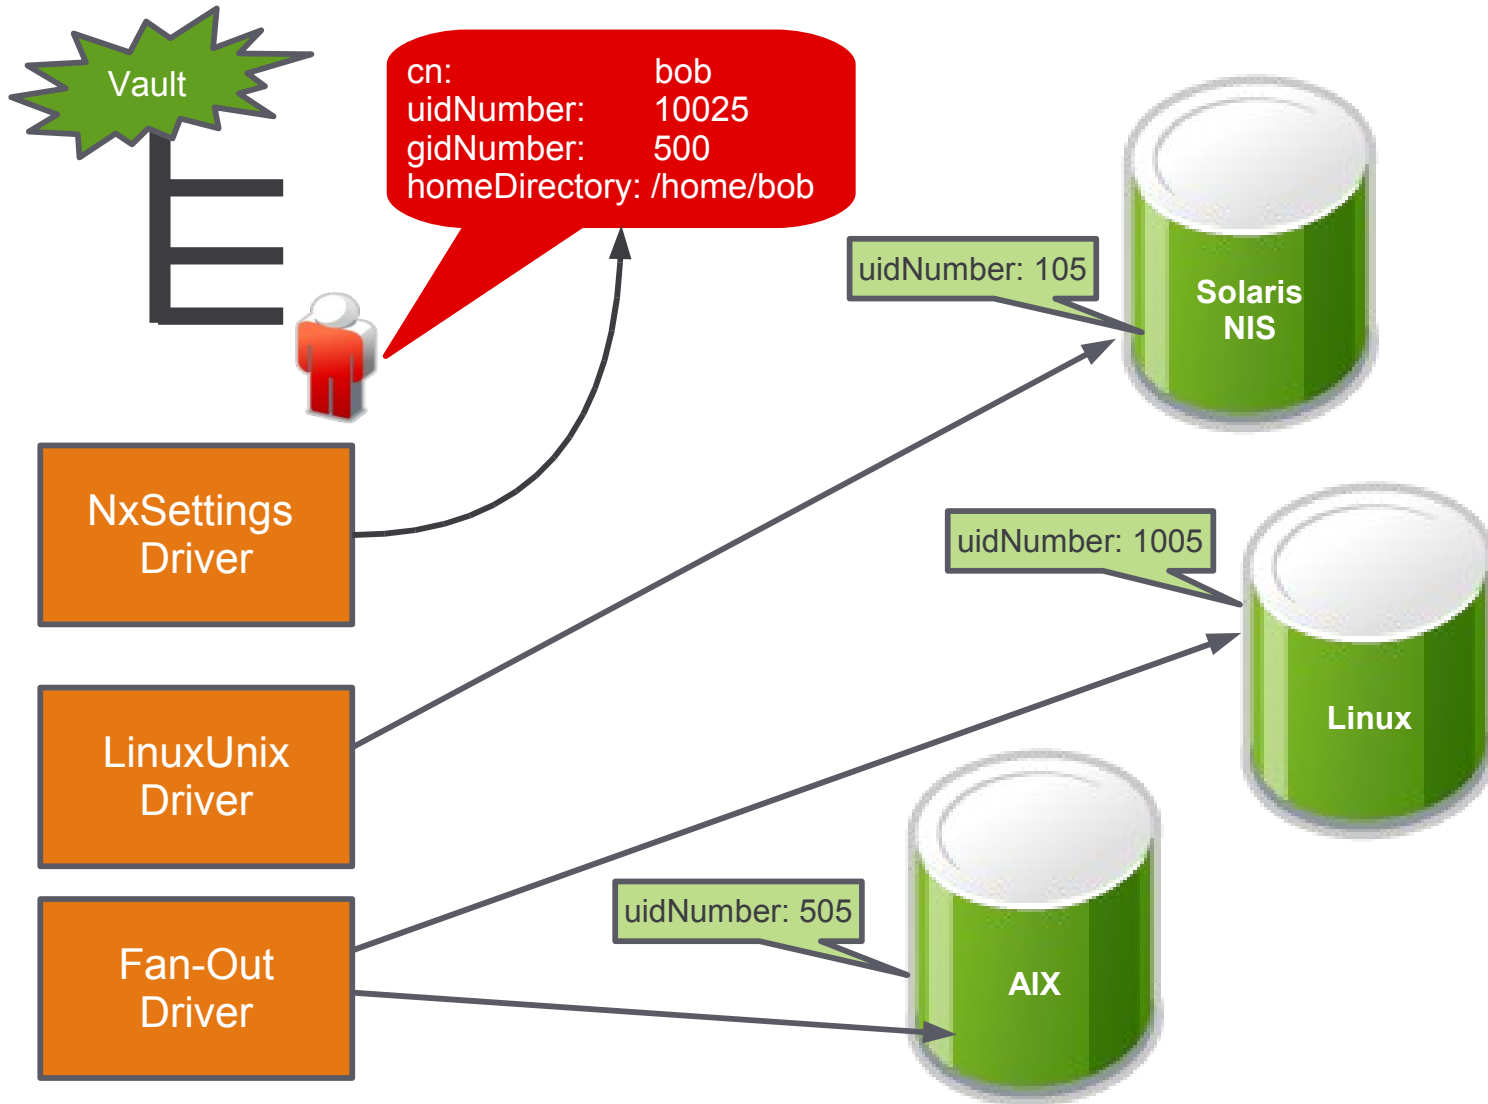 Vault
cn: bob
uidNumber: 10025
gidNumber: 500
homeDirectory: /home/bob
uidNumber: 105
Solaris
NIS
NxSettings
Driver
uidNumber: 1005
Linux
LinuxUnix
Driver
uidNumber: 505
AIX
Fan-Out
Driver